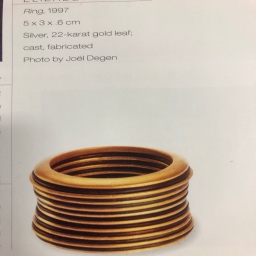 Ring, 1997
5 x 3 x .6 cm
Silver, 22-karat gold leaf;
cast, fabricated
Photo by Joël Degen